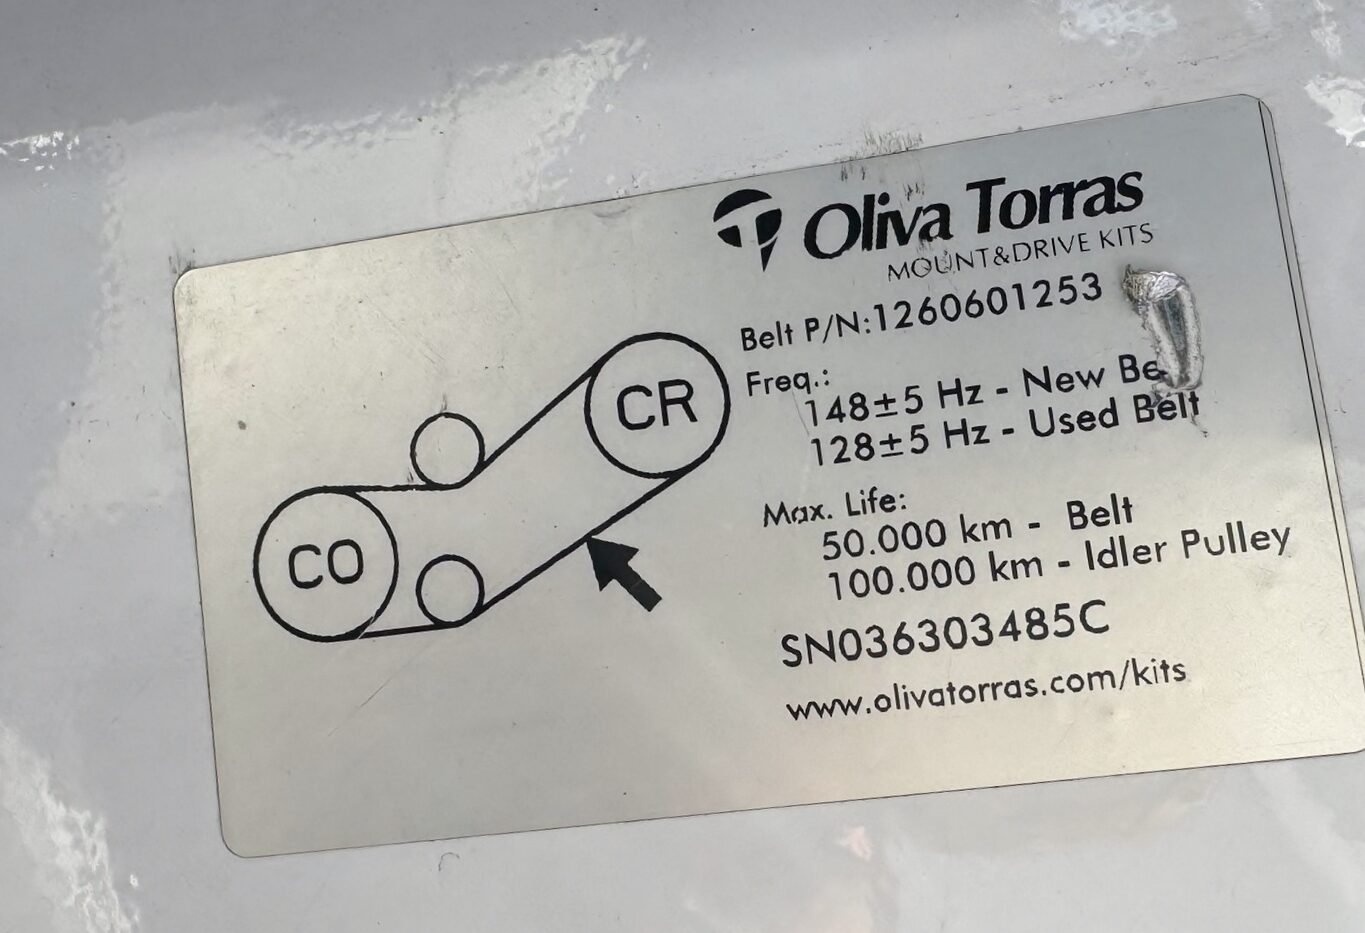 Oliva Torras
MOUNT&DRIVE KITS
Belt P/N:1260601253
Freq.:
148±5 Hz - New
128±5 Hz - Used Belt
Max. Life:
50.000 km - Belt
100.000 km - Idler Pulley
SN036303485C
www.olivatorras.com/kits
CR
CO